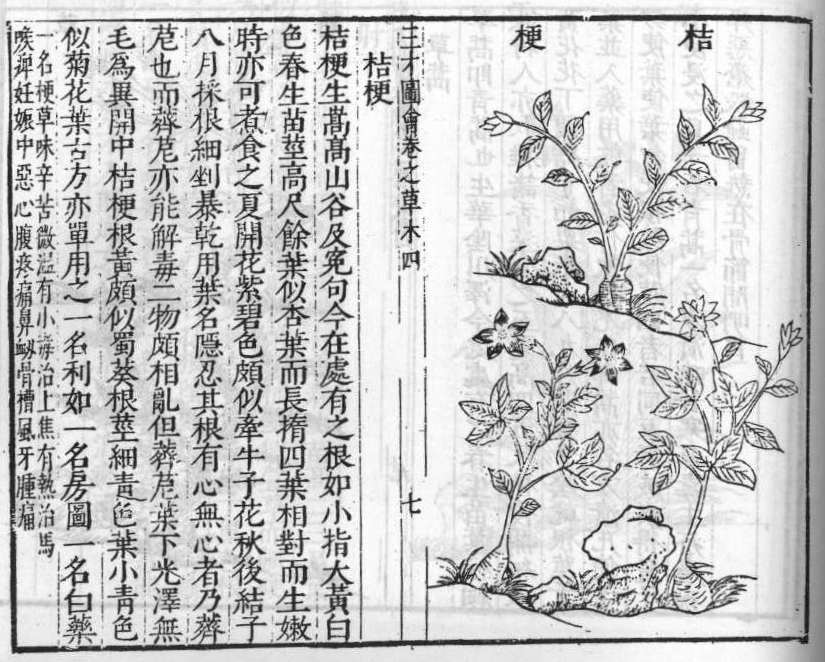 桔
梗
三才圖會卷之草木四
七
桔梗
桔梗生嵩高山谷及冤句今在處有之根如小指大黃白
色春生苗莖高尺餘葉似杏葉而長撱四葉相對而生嫩
時亦可煮食之夏開花紫碧色頗似牽牛子花秋後結子
八月採根細剉暴乾用葉名隱忍其根有心無心者乃薺
苨也而薺苨亦能解毒二物頗相亂但薺苨葉下光澤無
毛為異關中桔梗根黃頗似蜀葵根莖細青色葉小青色
似菊花葉古方亦單用之一名利如一名房圖一名白藥
一名梗草味辛苦微溫有小毒治上焦有熱治馬
喉痺妊娠中惡心腹疼痛鼻衂骨槽風牙腫痛